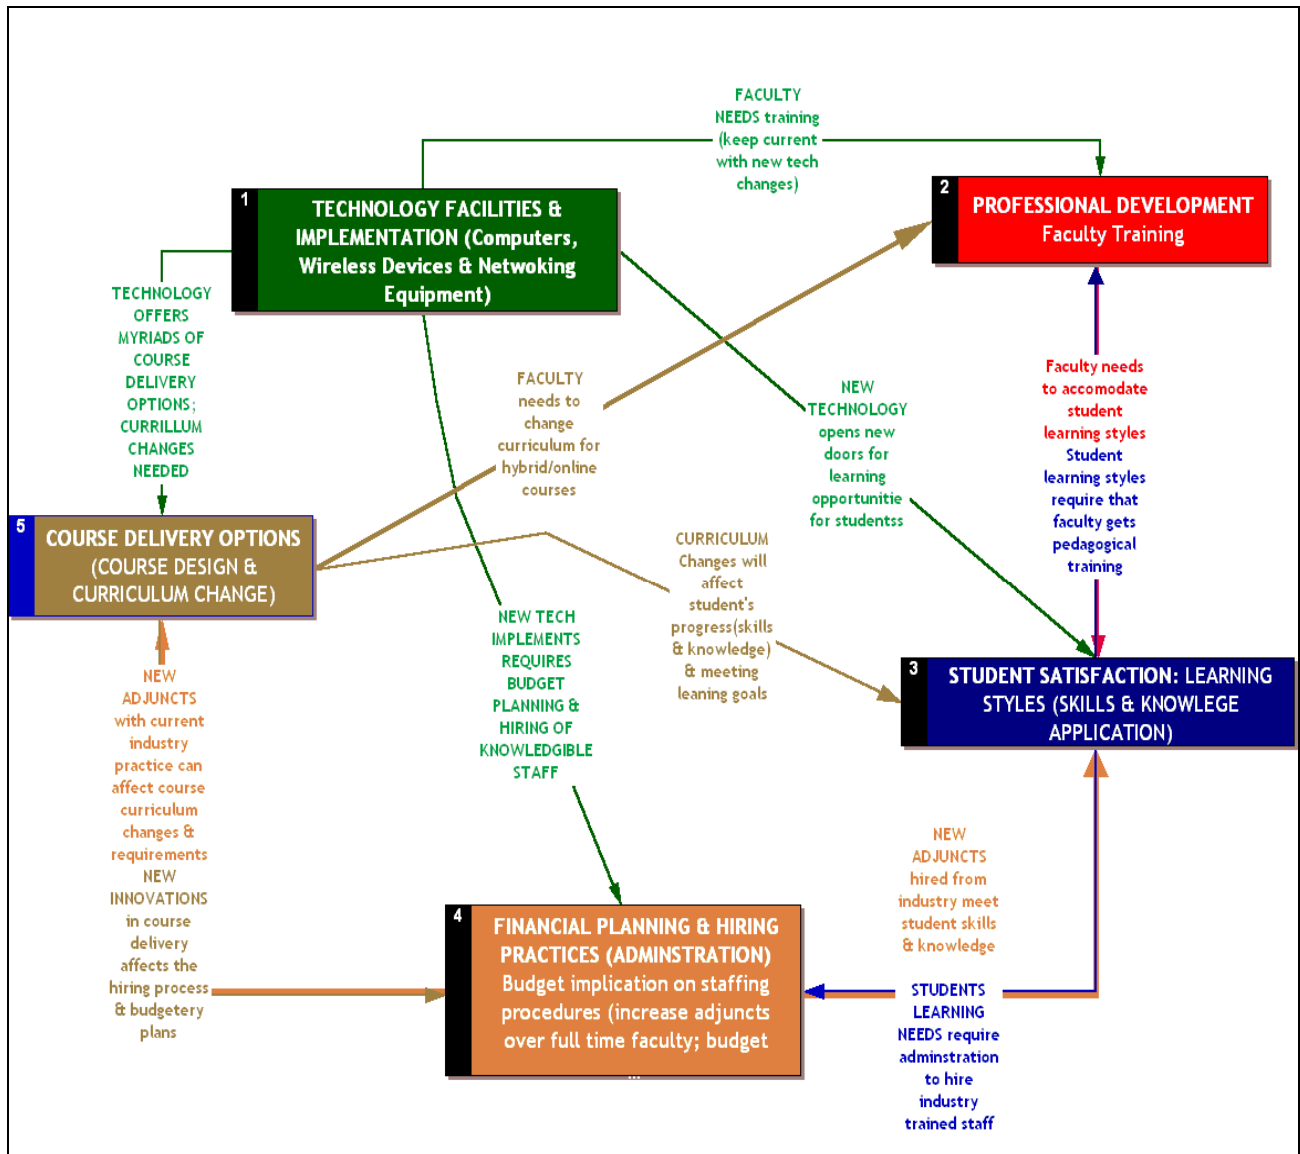 FACULTY
NEEDS training
(keep current
with new tech
changes)
1
TECHNOLOGY FACILITIES &
IMPLEMENTATION (Computers,
Wireless Devices & Netwoking
Equipment)
2
PROFESSIONAL DEVELOPMENT
Faculty Training
TECHNOLOGY
OFFERS
MYRIADS OF
COURSE
DELIVERY
OPTIONS;
CURRILLUM
CHANGES
NEEDED
FACULTY
needs to
change
curriculum for
hybrid/online
courses
NEW
TECHNOLOGY
opens new
doors for
learning
opportunitie
for studentss
Faculty needs
to accomodate
student
learning styles
Student
learning styles
require that
faculty gets
pedagogical
training
5
COURSE DELIVERY OPTIONS
(COURSE DESIGN &
CURRICULUM CHANGE)
CURRICULUM
Changes will
affect
student's
progress(skills
& knowledge)
& meeting
leaning goals
NEW TECH
IMPLEMENTS
REQUIRES
BUDGET
PLANNING &
HIRING OF
KNOWLEDGIBLE
STAFF
3
STUDENT SATISFACTION: LEARNING
STYLES (SKILLS & KNOWLEGE
APPLICATION)
NEW
ADJUNCTS
with current
industry
practice can
affect course
curriculum
changes &
requirements
NEW
INNOVATIONS
in course
delivery
affects the
hiring process
& budgetery
plans
4
FINANCIAL PLANNING & HIRING
PRACTICES (ADMINSTRATION)
Budget implication on staffing
procedures (increase adjuncts
over full time faculty; budget
...
NEW
ADJUNCTS
hired from
industry meet
student skills
& knowledge
STUDENTS
LEARNING
NEEDS require
adminstration
to hire
industry
trained staff